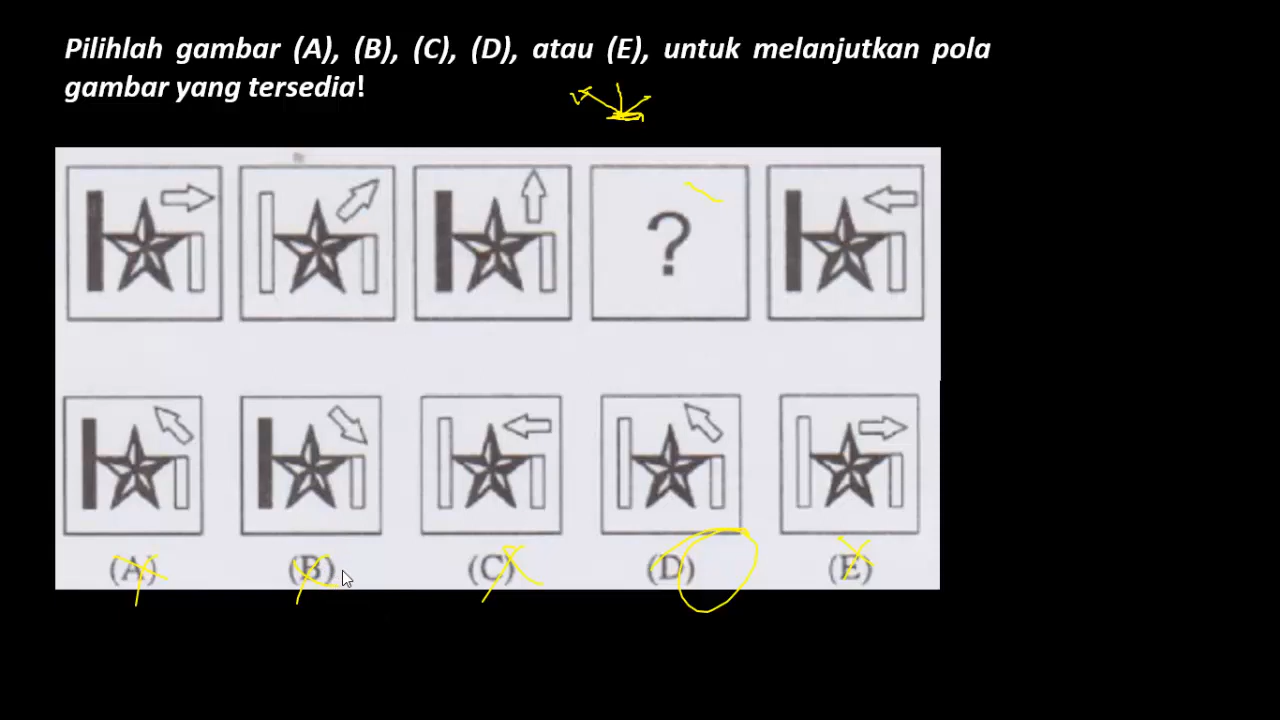 Pilihlah gambar (A), (B), (C), (D), atau (E), untuk melanjutkan pola
gambar yang tersedia!
?
(A) (B) (C) (D) (E)